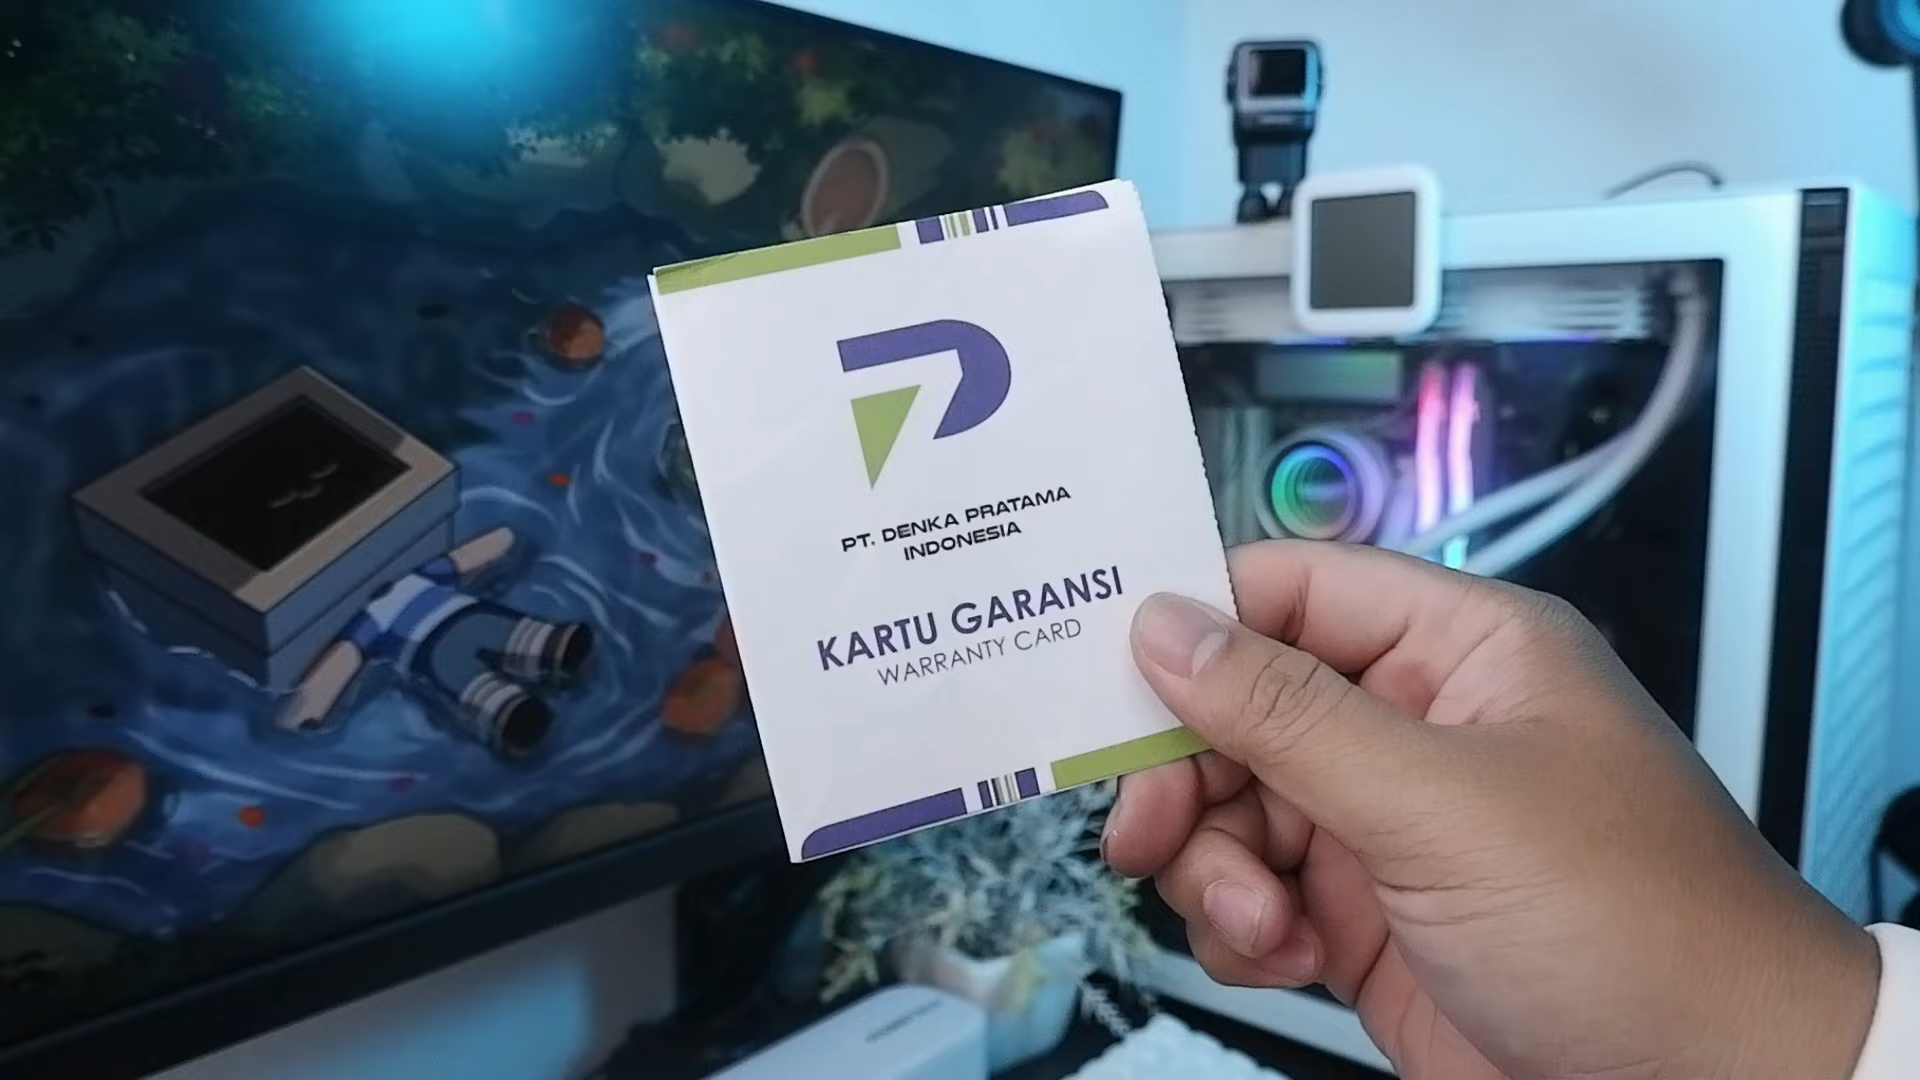 PT. DENKA PRATAMA
INDONESIA
KARTU GARANSI
WARRANTY CARD